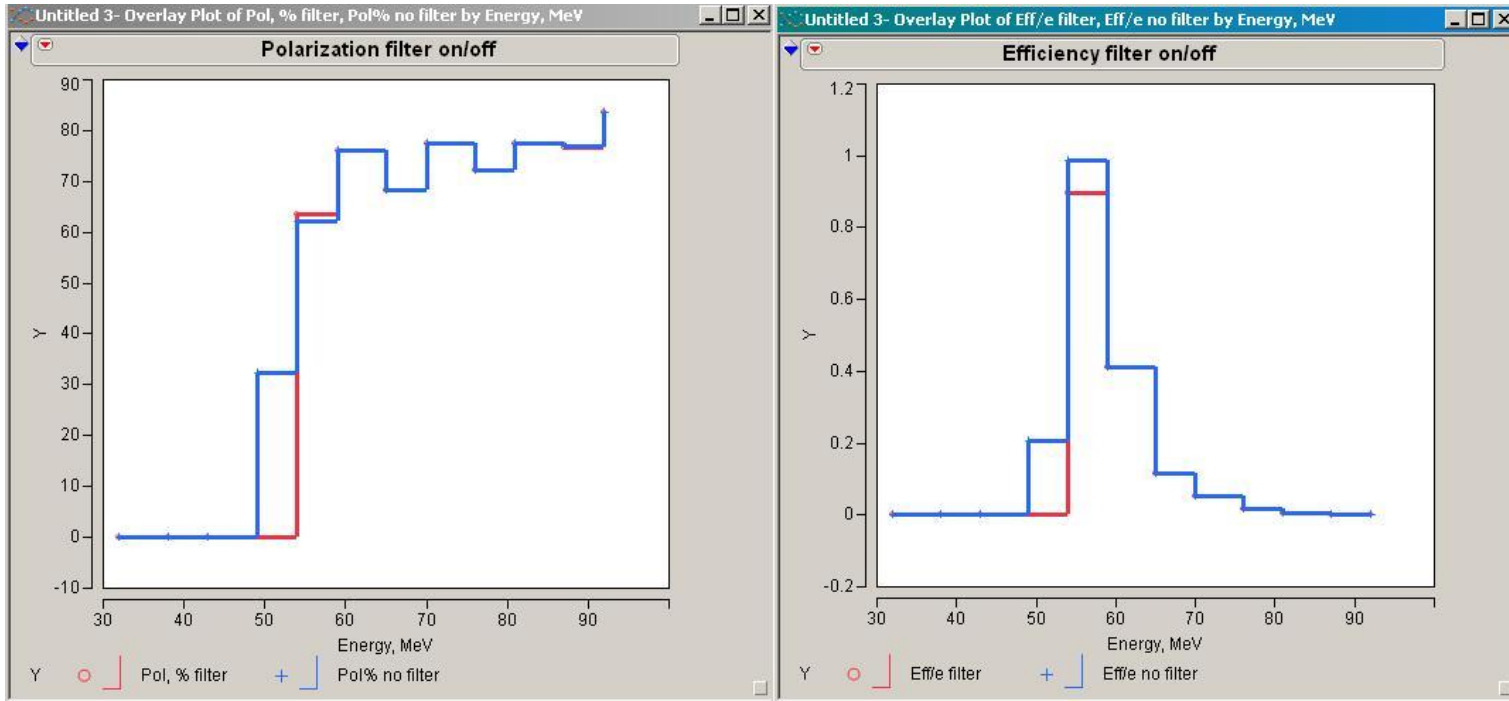 Untitled 3- Overlay Plot of Pol, % filter, Pol% no filter by Energy, MeV
Polarization filter on/off
90
80
70
60
50
40
30
20
10
0
-10
Y
30 40 50 60 70 80 90
Energy, MeV
Y Pol, % filter Pol% no filter
Untitled 3- Overlay Plot of Eff/e filter, Eff/e no filter by Energy, MeV
Efficiency filter on/off
1.2
1
0.8
0.6
0.4
0.2
0
-0.2
Y
30 40 50 60 70 80 90
Energy, MeV
Y Eff/e filter Eff/e no filter